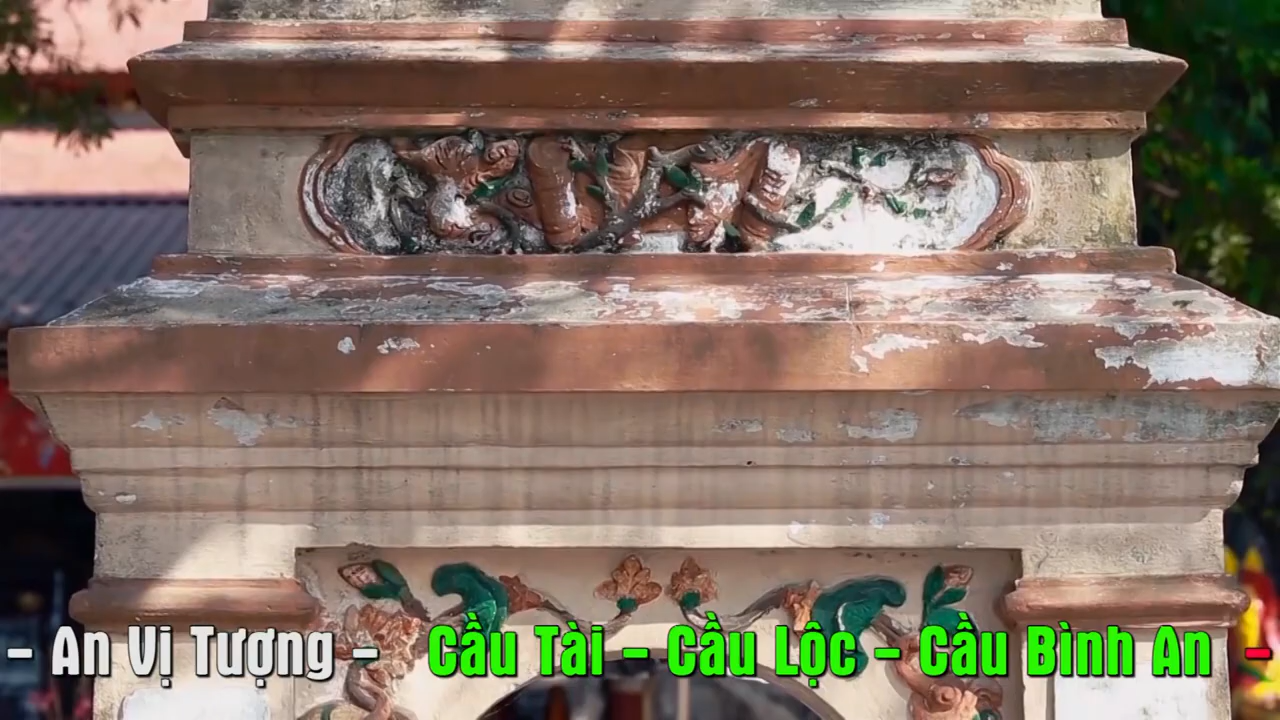 - An Vị Tượng - Cầu Tài - Cầu Lộc - Cầu Bình An -